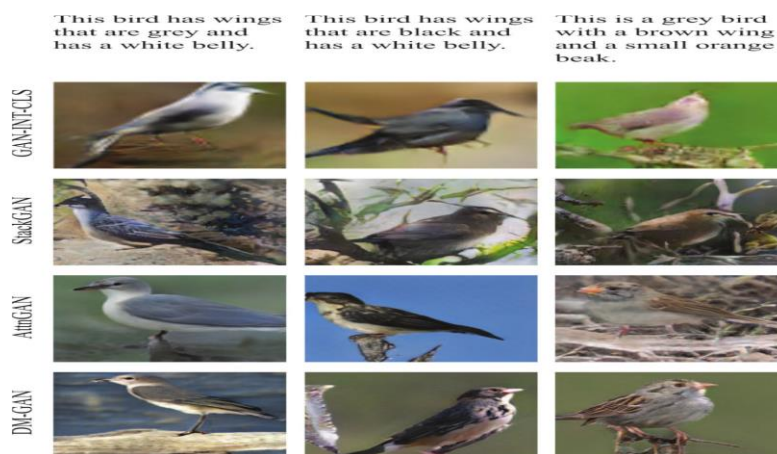 This bird has wings
that are grey and
has a white belly.
This bird has wings
that are black and
has a white belly.
This is a grey bird
with a brown wing
and a small orange
beak.
GAN-INT-CLS
StackGAN
AttnGAN
DM-GAN